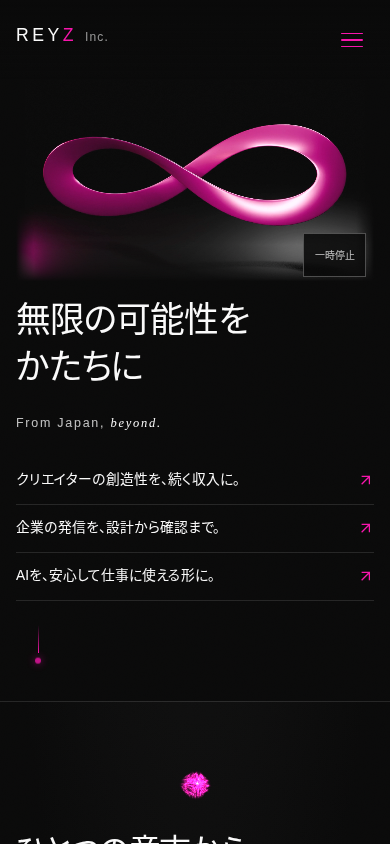 REYZ Inc.
一時停止
無限の可能性を
かたちに
From Japan, beyond.
クリエイターの創造性を、続く収入に。
企業の発信を、設計から確認まで。
AIを、安心して仕事に使える形に。